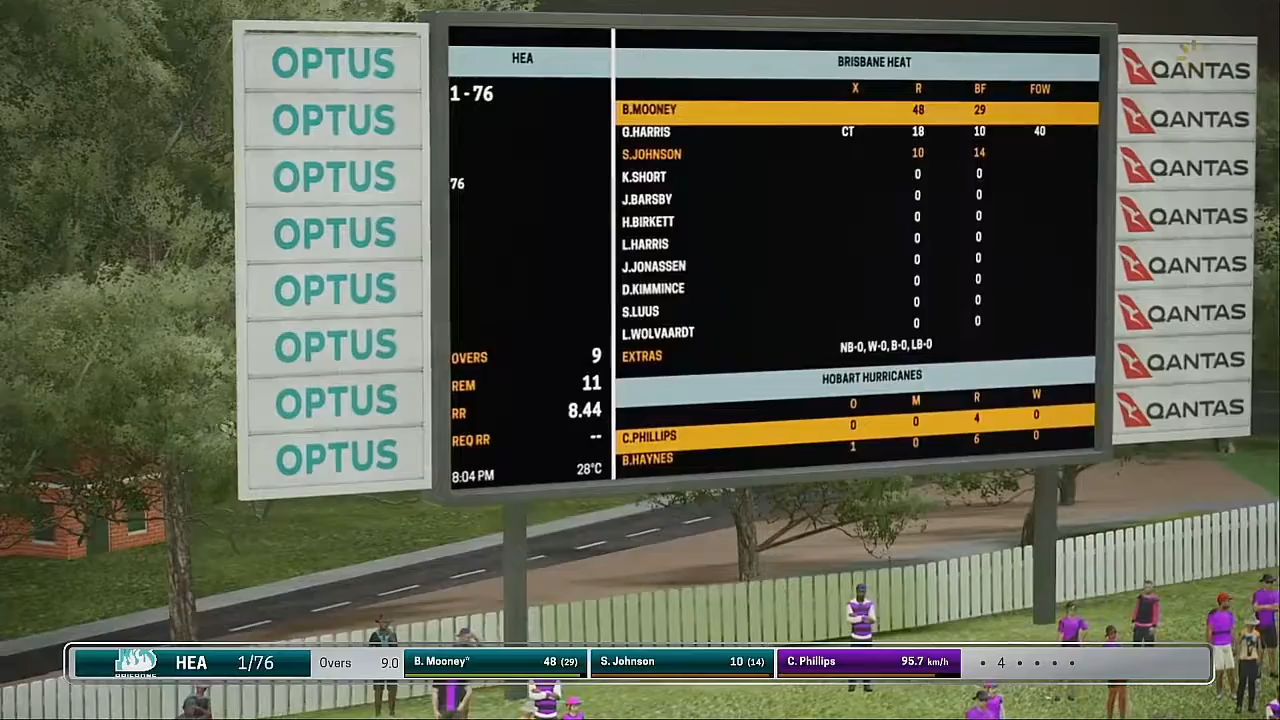 OPTUS
OPTUS
OPTUS
OPTUS
OPTUS
OPTUS
OPTUS
OPTUS
HEA
1-76
76
OVERS 9
REM 11
RR 8.44
REQ RR --
8:04 PM 28°C
BRISBANE HEAT
X R BF FOW
B.MOONEY 48 29
G.HARRIS CT 18 10 40
S.JOHNSON 10 14
K.SHORT 0 0
J.BARSBY 0 0
H.BIRKETT 0 0
L.HARRIS 0 0
J.JONASSEN 0 0
D.KIMMINCE 0 0
S.LUUS 0 0
L.WOLVAARDT 0 0
EXTRAS NB-0, W-0, B-0, LB-0
HOBART HURRICANES
O M R W
C.PHILLIPS 0 0 4 0
B.HAYNES 1 0 6 0
QANTAS
QANTAS
QANTAS
QANTAS
QANTAS
QANTAS
QANTAS
QANTAS
BRISBANE
HEA 1/76 Overs 9.0 B. Mooney* 48 (29) S. Johnson 10 (14) C. Phillips 95.7 km/h • 4 • • • •